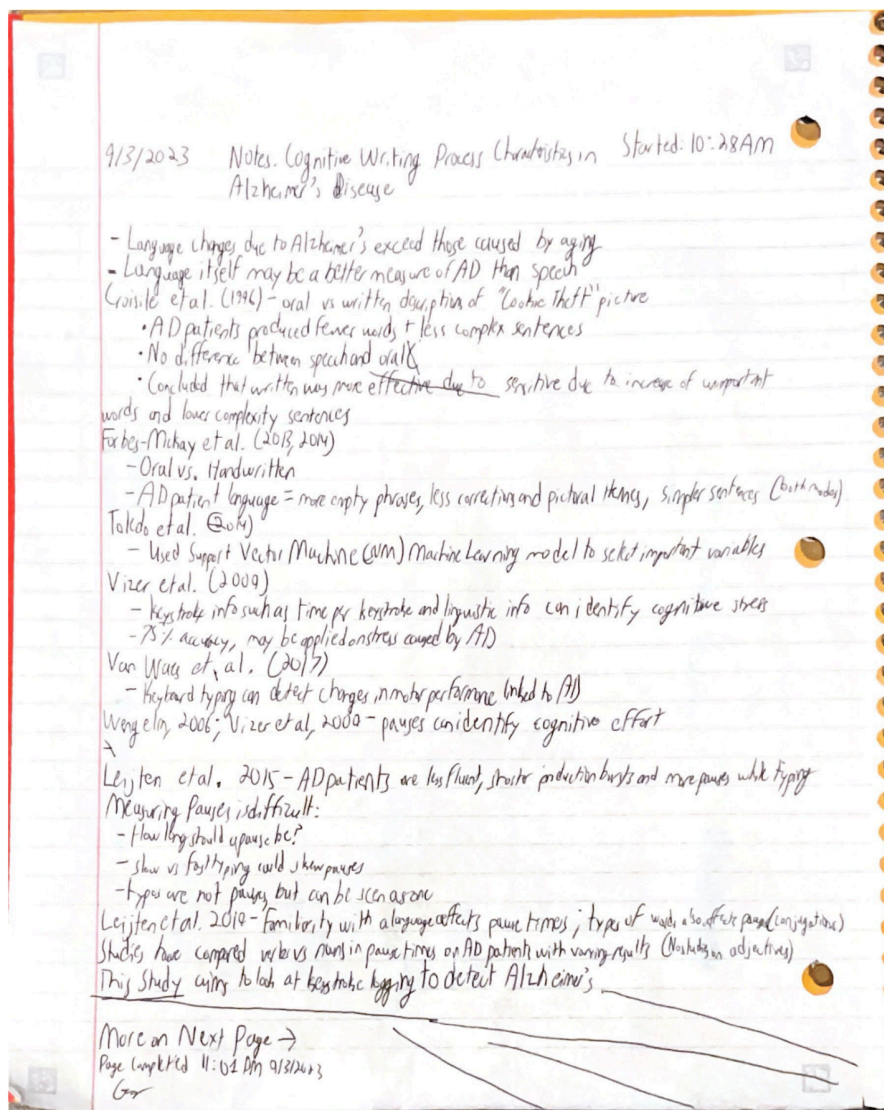 9/3/2023 Notes. Cognitive Writing Process Charactoistics in Started: 10:28AM
Alzheimer's Disease
- Language changes due to Alzheimer's exceed those caused by aging
- Language itself may be a better measure of AD than speech
Croisile et al. (1996) - oral vs written description of "Cookie Theft" picture
• AD patients produced fewer words + less complex sentences
• No difference between speech and oral
• Concluded that written was more effective due to sensitive due to increase of unimportant
words and lower complexity sentences
Forbes-McKay et al. (2013, 2014)
- Oral vs. Handwritten
- AD patient language = more empty phrases, less corrections and pictorial themes, simpler sentences (both modes)
Toledo et al. (2014)
- Used Support Vector Machine (SVM) Machine Learning model to select important variables
Vizer et al. (2009)
- Keystroke info such as time per keystroke and linguistic info can identify cognitive stress
- 75% accuracy, may be applied on stress caused by AD
Van Waes et al. (2017)
- Keyboard typing can detect changes in motor performance linked to AD
Wengelin, 2006; Vizer et al, 2009 - pauses can identify cognitive effort
Leijten et al. 2015 - AD patients are less fluent, shorter production bursts and more pauses while typing
Measuring Pauses is difficult:
- How long should a pause be?
- slow vs fast typing could skew pauses
- typos are not pauses, but can be seen as one
Leijten et al. 2019 - Familiarity with a language affects pause times; types of words also affect pauses (conjugations)
Studies have compared verbs vs nouns in pause times on AD patients with varying results (No studies on adjectives)
This study aims to look at keystroke logging to detect Alzheimer's
More on Next Page →
Page Completed 11:01 PM 9/3/2023